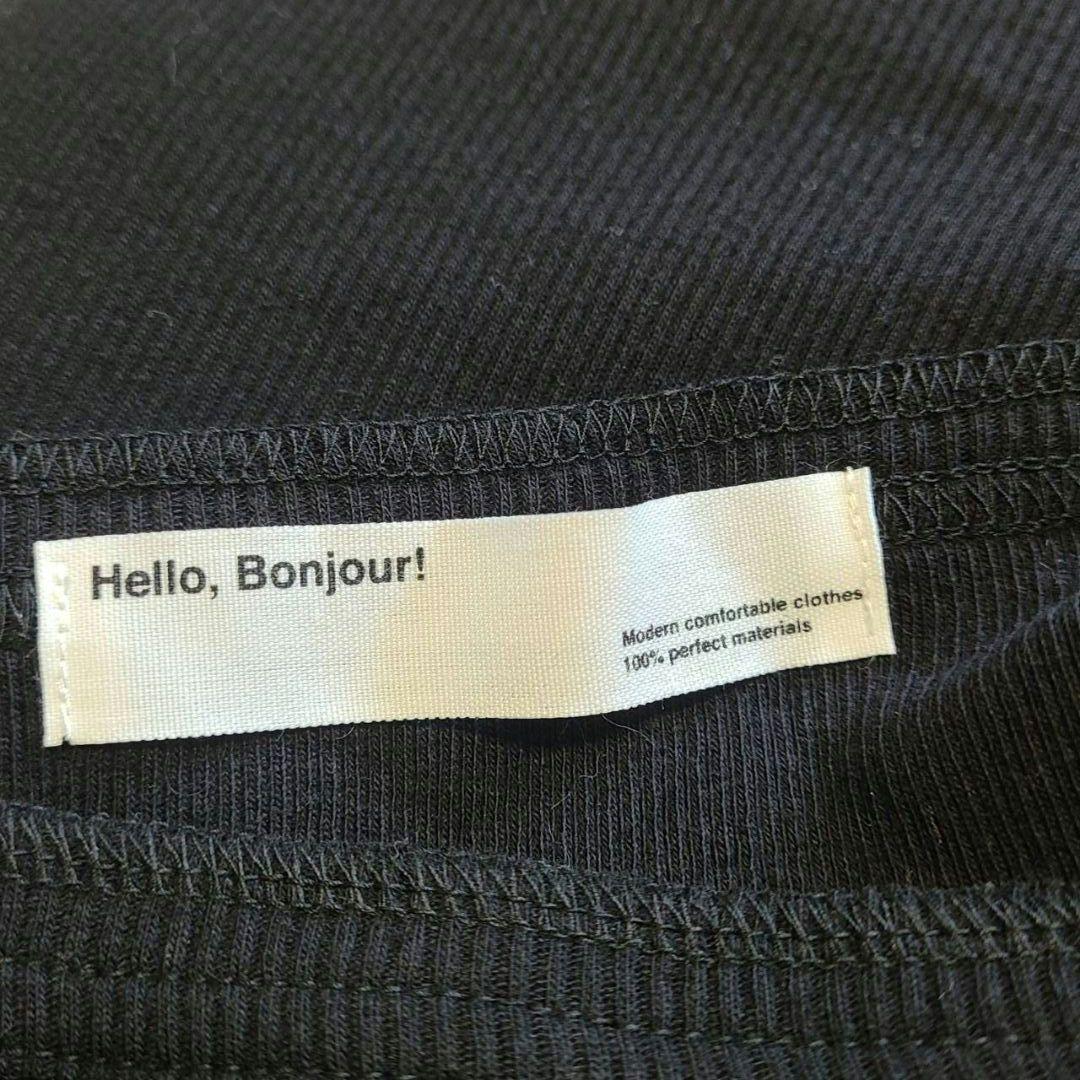 Hello, Bonjour!
Modern comfortable clothes
100% perfect materials